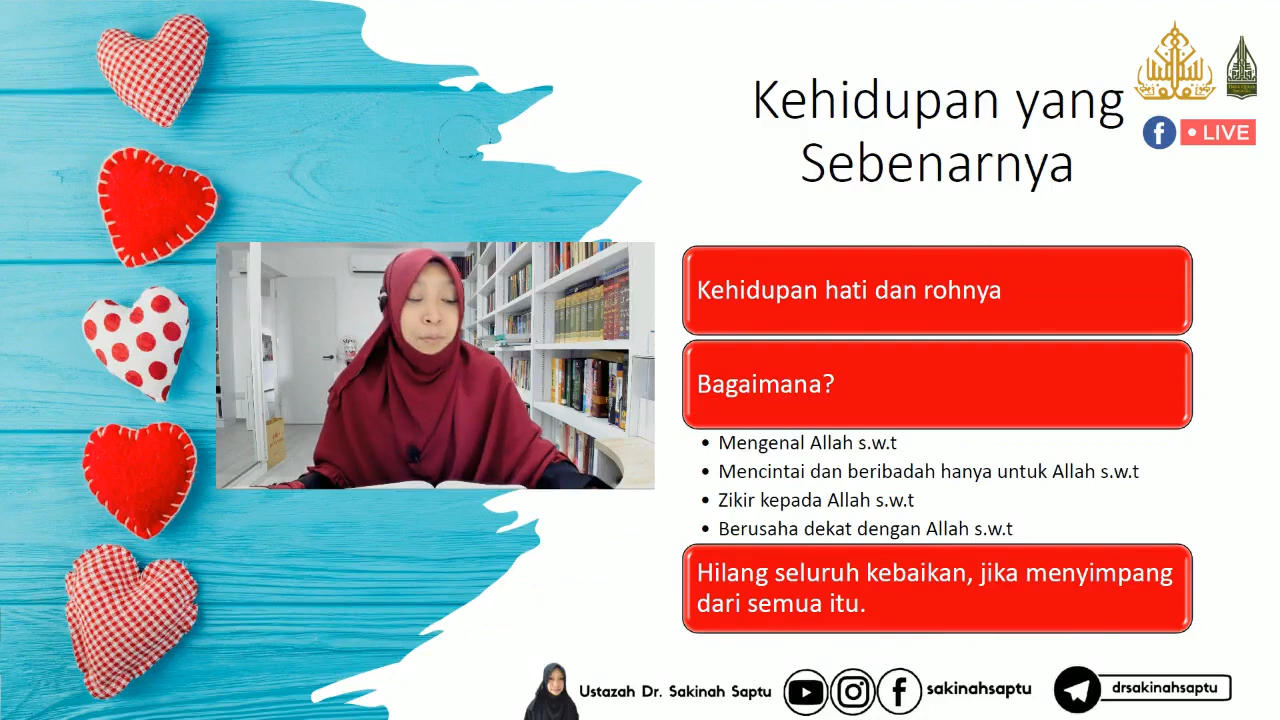 Kehidupan yang
Sebenarnya
LIVE
Kehidupan hati dan rohnya
Bagaimana?
• Mengenal Allah s.w.t
• Mencintai dan beribadah hanya untuk Allah s.w.t
• Zikir kepada Allah s.w.t
• Berusaha dekat dengan Allah s.w.t
Hilang seluruh kebaikan, jika menyimpang
dari semua itu.
Ustazah Dr. Sakinah Saptu
sakinahsaptu
drsakinahsaptu